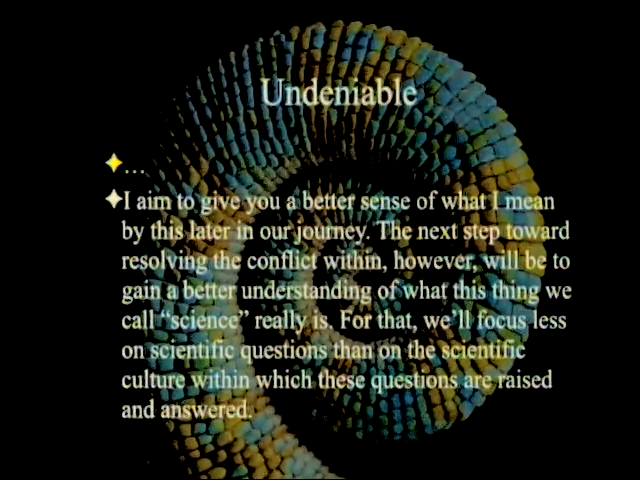 Undeniable
...
I aim to give you a better sense of what I mean
by this later in our journey. The next step toward
resolving the conflict within, however, will be to
gain a better understanding of what this thing we
call “science” really is. For that, we’ll focus less
on scientific questions than on the scientific
culture within which these questions are raised
and answered.